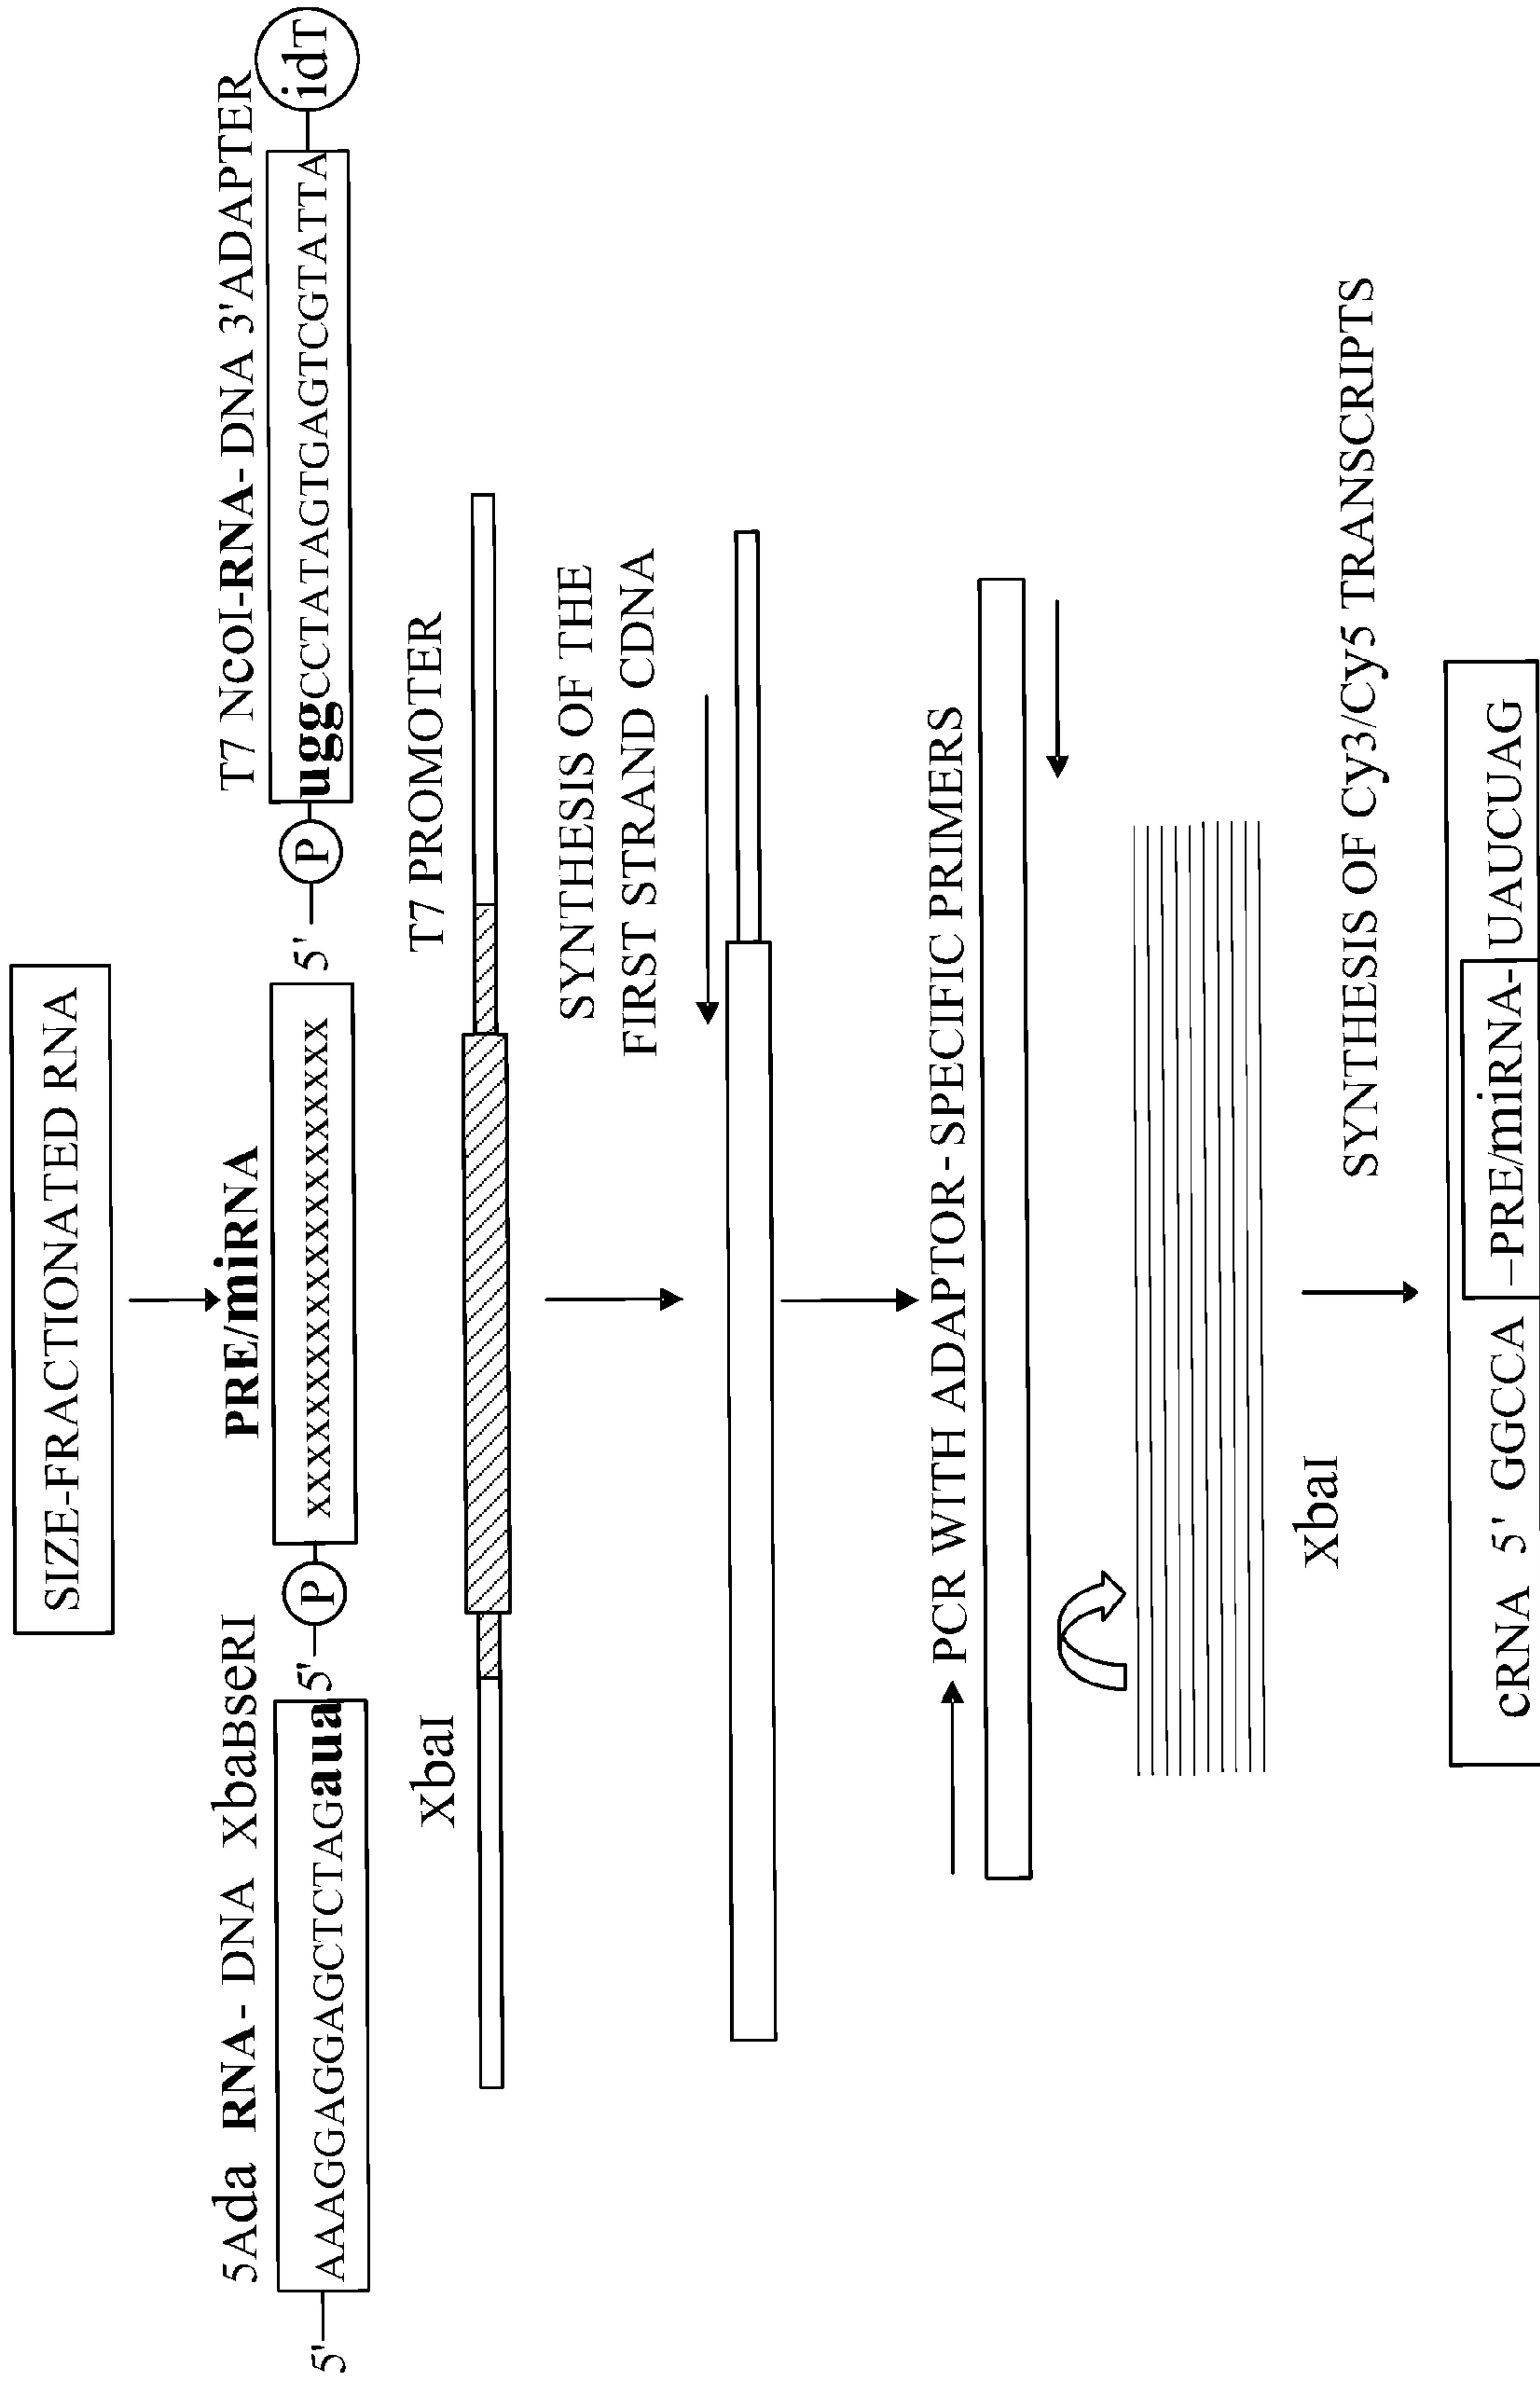 SIZE-FRACTIONATED RNA
5Ada RNA- DNA XbaBseRI
PRE/miRNA
T7 NcoI-RNA-DNA 3'ADAPTER
5'
AAAGGAGGAGCTCTAGaua
5'
P
XXXXXXXXXXXXXXXXXXXXX
5'
P
uggCCTATAGTGAGTCGTATTA
idT
XbaI
T7 PROMOTER
SYNTHESIS OF THE
FIRST STRAND CDNA
PCR WITH ADAPTOR-SPECIFIC PRIMERS
XbaI
SYNTHESIS OF Cy3/Cy5 TRANSCRIPTS
cRNA 5' GGCCA –PRE/miRNA- UAUCUAG